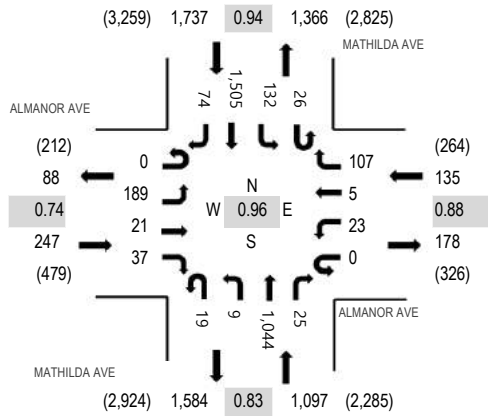 (3,259) 1,737 0.94 1,366 (2,825)
MATHILDA AVE
74 1,505 132 26
ALMANOR AVE
(212) (264)
0 107
88 135
189 N 5
0.74 W 0.96 E 0.88
21 23
247 S 178
37 0
(479) (326)
19 9 1,044 25
ALMANOR AVE
MATHILDA AVE
(2,924) 1,584 0.83 1,097 (2,285)